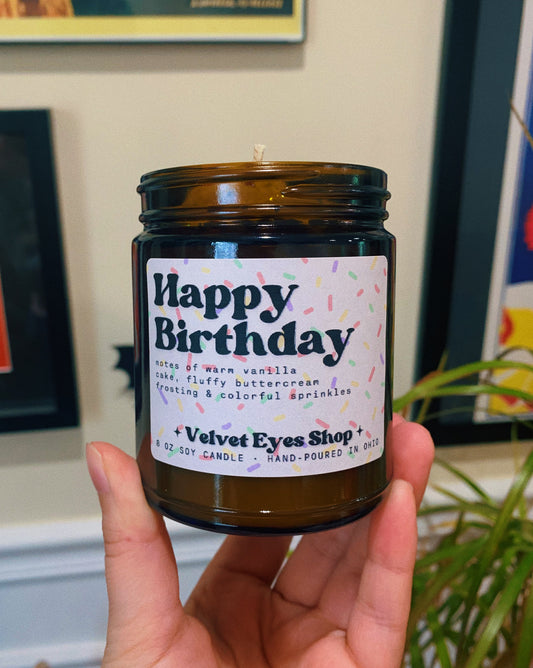 Happy
Birthday
notes of warm vanilla
cake, fluffy buttercream
frosting & colorful sprinkles
Velvet Eyes Shop
8 OZ SOY CANDLE · HAND-POURED IN OHIO